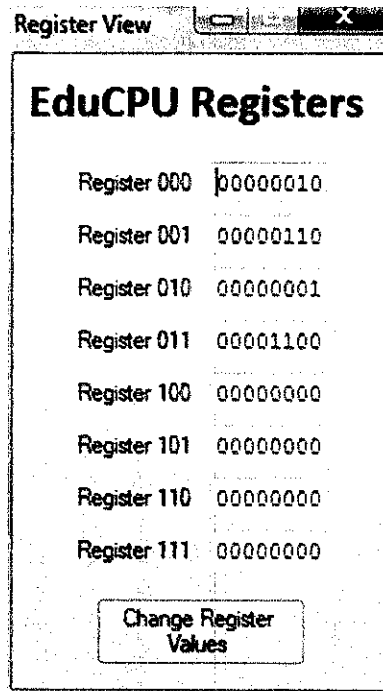 Register View
EduCPU Registers
Register 000 00000010
Register 001 00000110
Register 010 00000001
Register 011 00001100
Register 100 00000000
Register 101 00000000
Register 110 00000000
Register 111 00000000
Change Register
Values